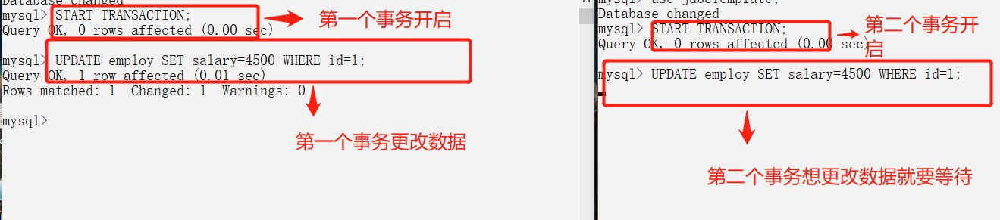 Database changed
mysql> START TRANSACTION;
Query OK, 0 rows affected (0.00 sec)
mysql> UPDATE employ SET salary=4500 WHERE id=1;
Query OK, 1 row affected (0.01 sec)
Rows matched: 1  Changed: 1  Warnings: 0
mysql>
第一个事务开启
第一个事务更改数据
mysql> use jdbcTemplate;
Database changed
mysql> START TRANSACTION;
Query OK, 0 rows affected (0.00 sec)
mysql> UPDATE employ SET salary=4500 WHERE id=1;
第二个事务开
启
第二个事务想更改数据就要等待